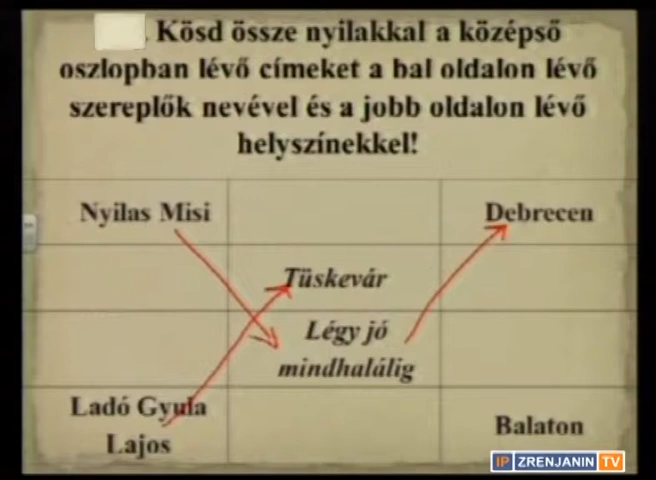 . Kösd össze nyilakkal a középső
oszlopban lévő címeket a bal oldalon lévő
szereplők nevével és a jobb oldalon lévő
helyszínekkel!
Nyilas Misi
Debrecen
Tüskevár
Légy jó
mindhalálig
Ladó Gyula
Lajos
Balaton
IP ZRENJANIN TV